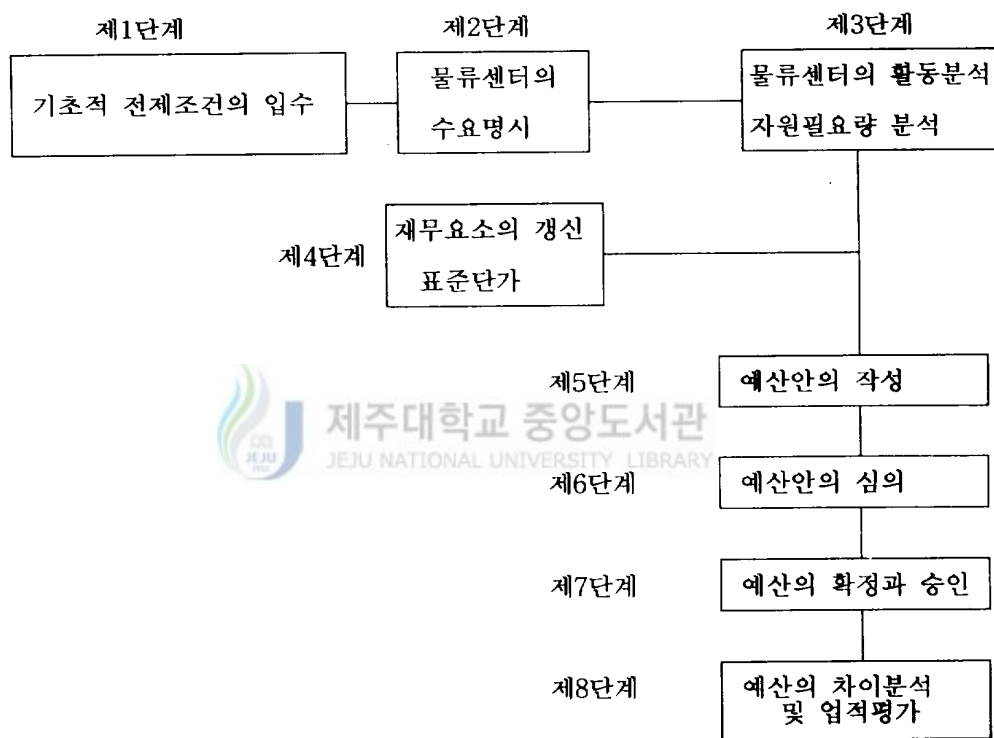 제1단계
제2단계
제3단계
기초적 전제조건의 입수
물류센터의
수요명시
물류센터의 활동분석
자원필요량 분석
제4단계
재무요소의 갱신
표준단가
제5단계
예산안의 작성
제주대학교 중앙도서관
JEJU NATIONAL UNIVERSITY LIBRARY
JEJU
1952
제6단계
예산안의 심의
제7단계
예산의 확정과 승인
제8단계
예산의 차이분석
및 업적평가